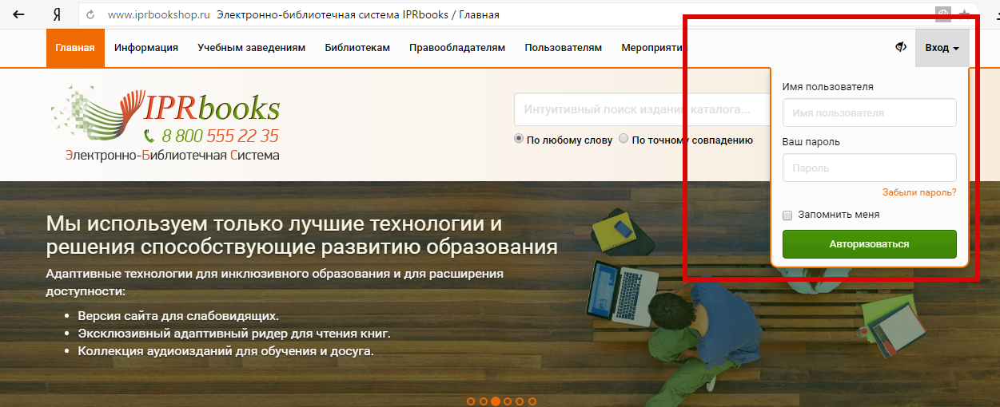 Я
www.iprbookshop.ru Электронно-библиотечная система IPRbooks / Главная
Главная Информация Учебным заведениям Библиотекам Правообладателям Пользователям Мероприятия Вход
IPRbooks
8 800 555 22 35
Электронно-Библиотечная Система
Интуитивный поиск изданий каталога...
По любому слову По точному совпадению
Имя пользователя
Имя пользователя
Ваш пароль
Пароль
Забыли пароль?
Запомнить меня
Авторизоваться
Мы используем только лучшие технологии и
решения способствующие развитию образования
Адаптивные технологии для инклюзивного образования и для расширения
доступности:
• Версия сайта для слабовидящих.
• Эксклюзивный адаптивный ридер для чтения книг.
• Коллекция аудиоизданий для обучения и досуга.